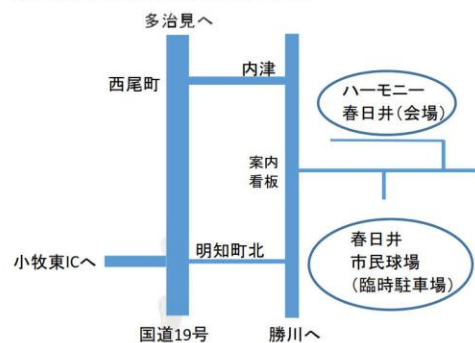 多治見へ
内津
西尾町
ハーモニー
春日井(会場)
案内
看板
明知町北
小牧東ICへ
春日井
市民球場
(臨時駐車場)
国道19号
勝川へ